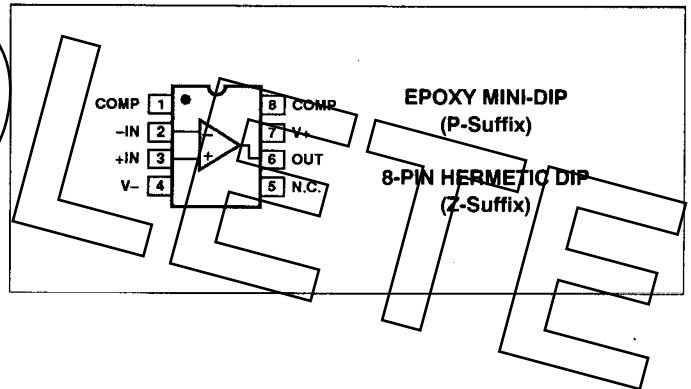 COMP 1 8 COMP
–IN 2 – 7 V+
+IN 3 + 6 OUT
V– 4 5 N.C.
EPOXY MINI-DIP
(P-Suffix)
8-PIN HERMETIC DIP
(Z-Suffix)
LETE